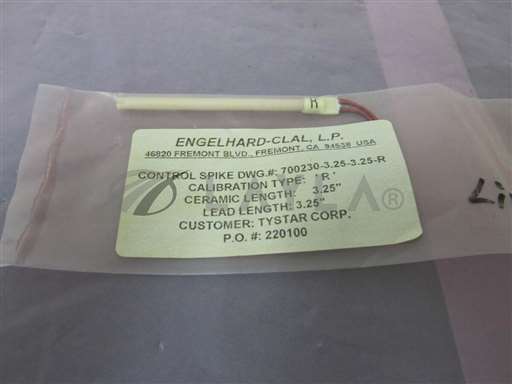 M
ENGELHARD-CLAL, L.P.
46820 FREMONT BLVD., FREMONT, CA 94538 USA
CONTROL SPIKE DWG.#: 700230-3.25-3.25-R
CALIBRATION TYPE: 'R'
CERAMIC LENGTH: 3.25"
LEAD LENGTH: 3.25"
CUSTOMER: TYSTAR CORP.
P.O. #: 220100